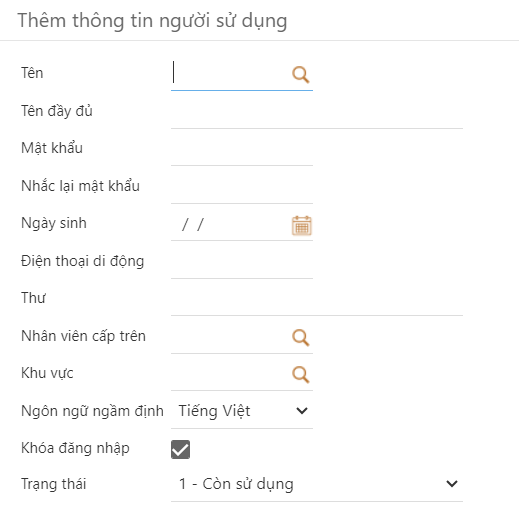 Thêm thông tin người sử dụng
Tên
Tên đầy đủ
Mật khẩu
Nhắc lại mật khẩu
Ngày sinh / /
Điện thoại di động
Thư
Nhân viên cấp trên
Khu vực
Ngôn ngữ ngầm định Tiếng Việt
Khóa đăng nhập
Trạng thái 1 - Còn sử dụng